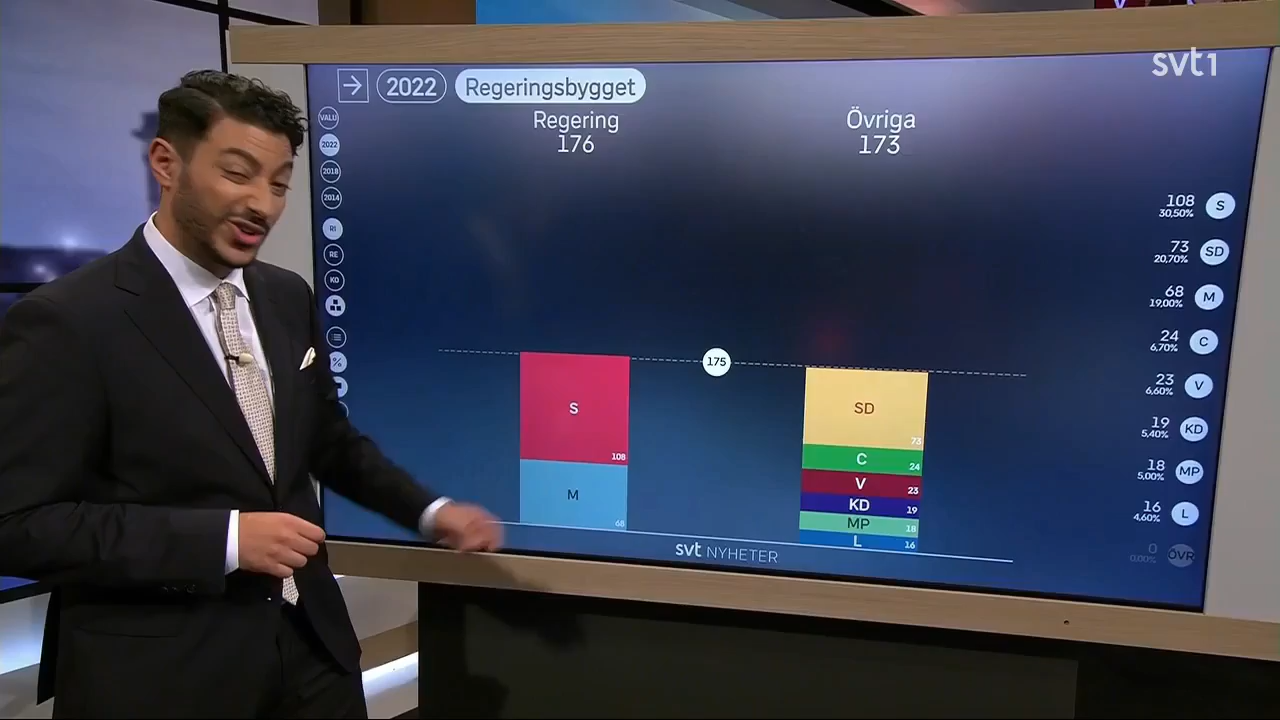 svt1
→ 2022 Regeringsbygget
Regering
176
Övriga
173
VALU
2022
2018
2014
RI
RE
KO
%
175
S
108
M
68
SD
73
C
24
V
23
KD
19
MP
18
L
16
svt NYHETER
108
30,50%
S
73
20,70%
SD
68
19,00%
M
24
6,70%
C
23
6,60%
V
19
5,40%
KD
18
5,00%
MP
16
4,60%
L
0
0,00%
ÖVR